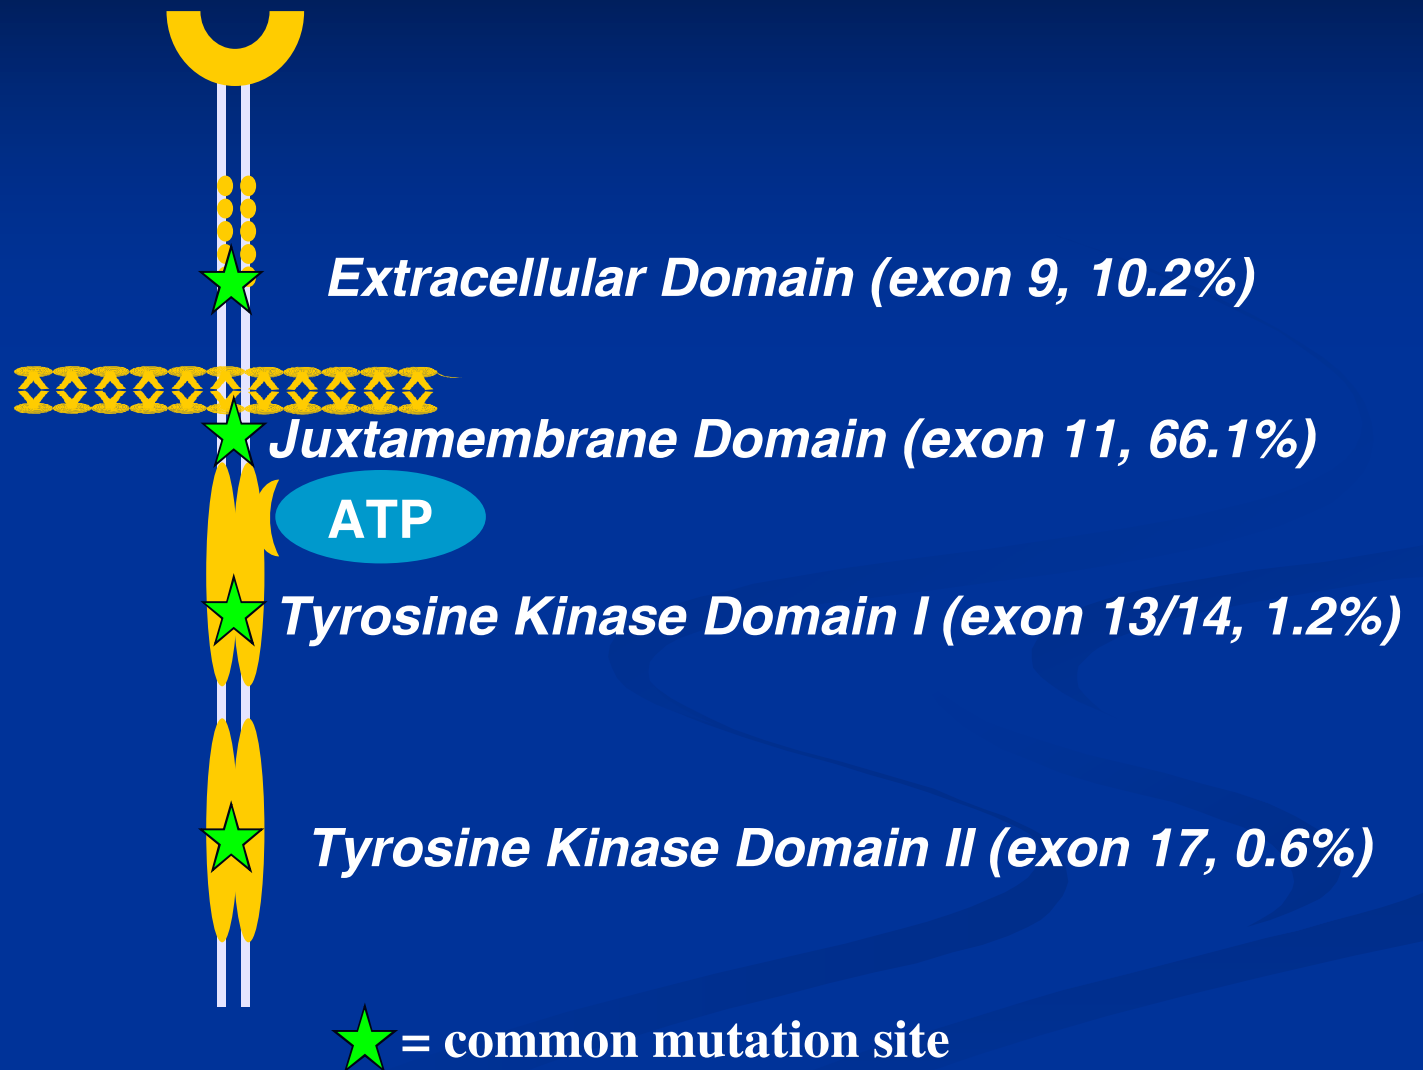 Extracellular Domain (exon 9, 10.2%)
Juxtamembrane Domain (exon 11, 66.1%)
ATP
Tyrosine Kinase Domain I (exon 13/14, 1.2%)
Tyrosine Kinase Domain II (exon 17, 0.6%)
= common mutation site